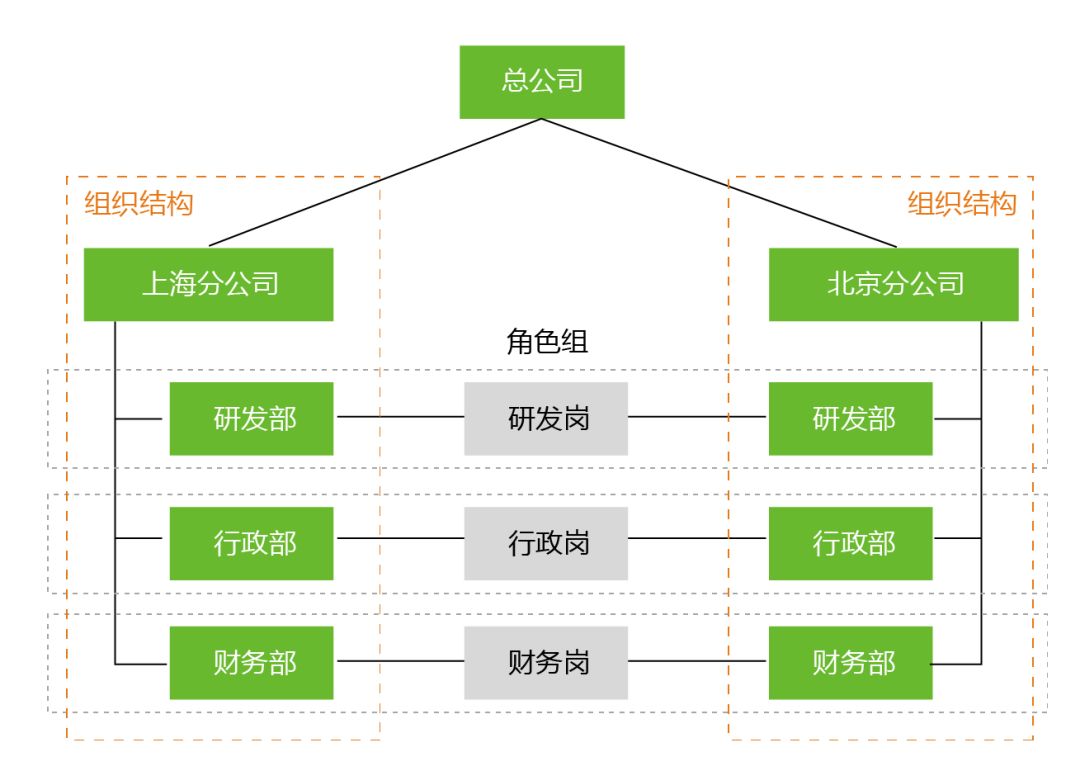 总公司
组织结构
组织结构
上海分公司
北京分公司
角色组
研发部
研发岗
研发部
行政部
行政岗
行政部
财务部
财务岗
财务部